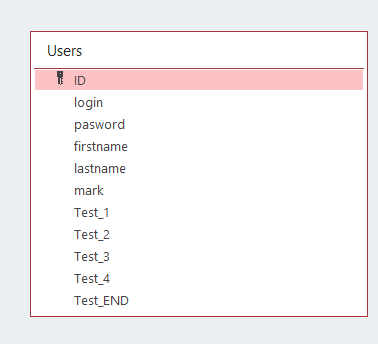 Users
ID
login
pasword
firstname
lastname
mark
Test_1
Test_2
Test_3
Test_4
Test_END